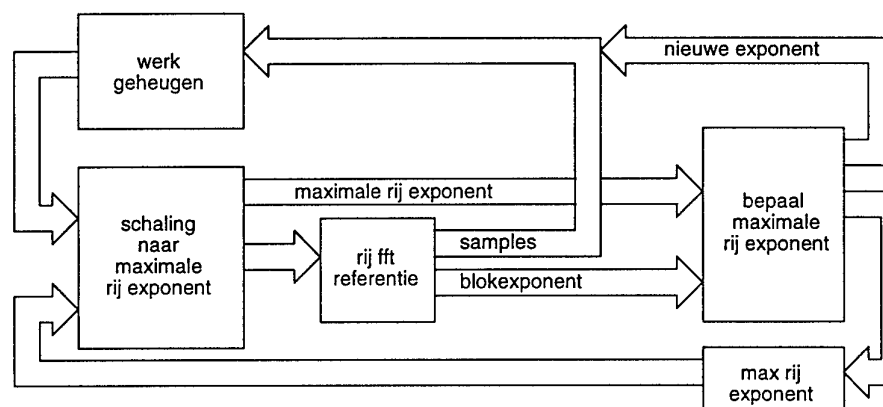 werk
geheugen
nieuwe exponent
maximale rij exponent
schaling
naar
maximale
rij exponent
rij fft
referentie
samples
blokexponent
bepaal
maximale
rij exponent
max rij
exponent